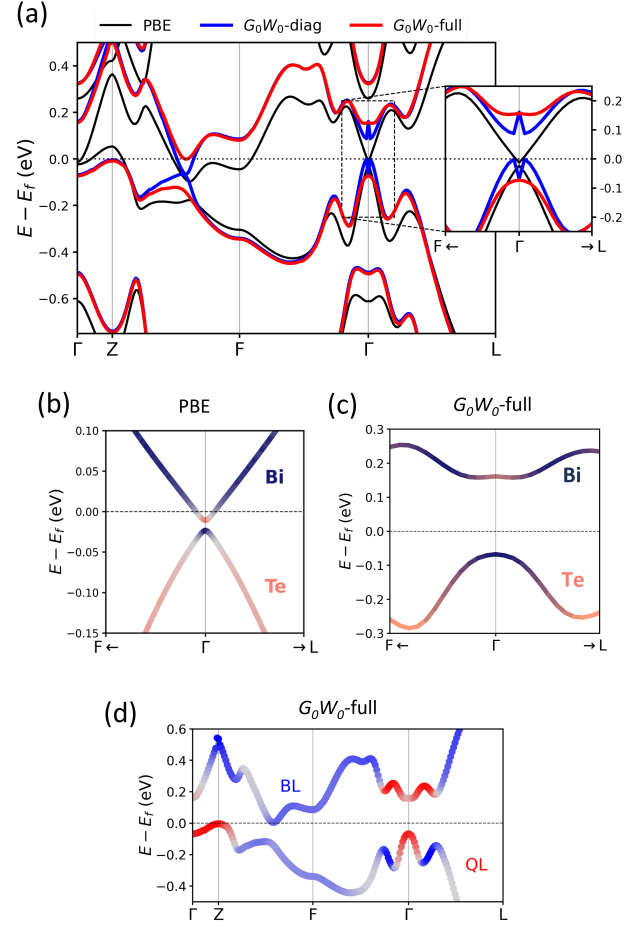 (a)
PBE G₀W₀-diag G₀W₀-full
E − E_f (eV)
0.4
0.2
0.0
−0.2
−0.4
−0.6
Γ Z F Γ L
0.2
0.1
0.0
-0.1
-0.2
F← Γ →L
(b) PBE
E − E_f (eV)
0.10
0.05
0.00
−0.05
−0.10
−0.15
Bi
Te
F← Γ →L
(c) G₀W₀-full
E − E_f (eV)
0.3
0.2
0.1
0.0
−0.1
−0.2
−0.3
Bi
Te
F← Γ →L
(d) G₀W₀-full
E − E_f (eV)
0.6
0.4
0.2
0.0
−0.2
−0.4
BL
QL
Γ Z F Γ L